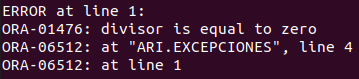 ERROR at line 1:
ORA-01476: divisor is equal to zero
ORA-06512: at "ARI.EXCEPCIONES", line 4
ORA-06512: at line 1